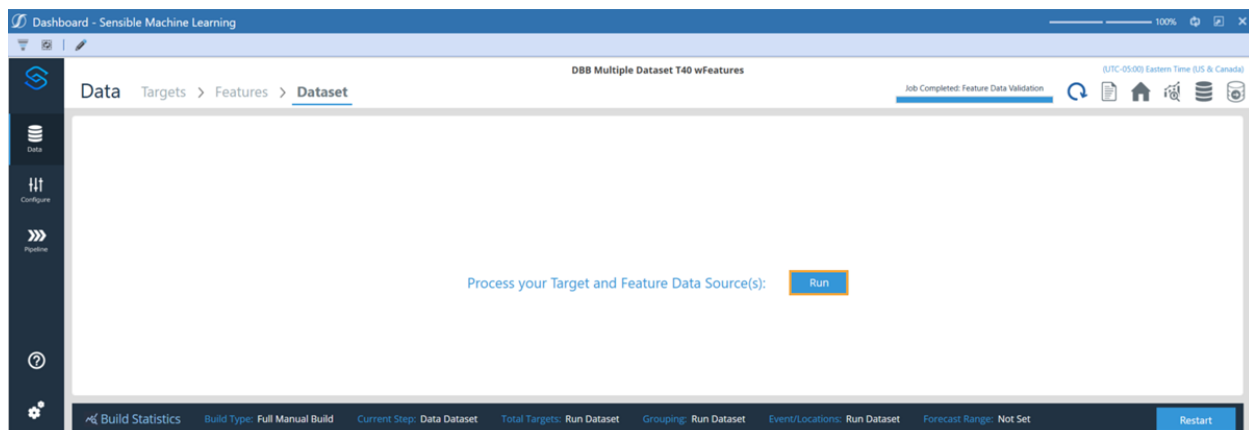 Dashboard - Sensible Machine Learning
100%
DBB Multiple Dataset T40 wFeatures
(UTC-05:00) Eastern Time (US & Canada)
Data Targets > Features > Dataset
Job Completed: Feature Data Validation
Data
Configure
Pipeline
Process your Target and Feature Data Source(s): Run
Build Statistics Build Type: Full Manual Build Current Step: Data Dataset Total Targets: Run Dataset Grouping: Run Dataset Event/Locations: Run Dataset Forecast Range: Not Set Restart